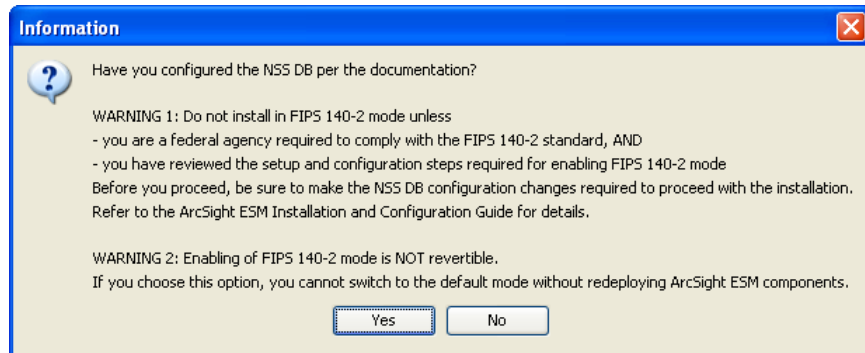 Information
Have you configured the NSS DB per the documentation?
WARNING 1: Do not install in FIPS 140-2 mode unless
- you are a federal agency required to comply with the FIPS 140-2 standard, AND
- you have reviewed the setup and configuration steps required for enabling FIPS 140-2 mode
Before you proceed, be sure to make the NSS DB configuration changes required to proceed with the installation.
Refer to the ArcSight ESM Installation and Configuration Guide for details.
WARNING 2: Enabling of FIPS 140-2 mode is NOT revertible.
If you choose this option, you cannot switch to the default mode without redeploying ArcSight ESM components.
Yes
No